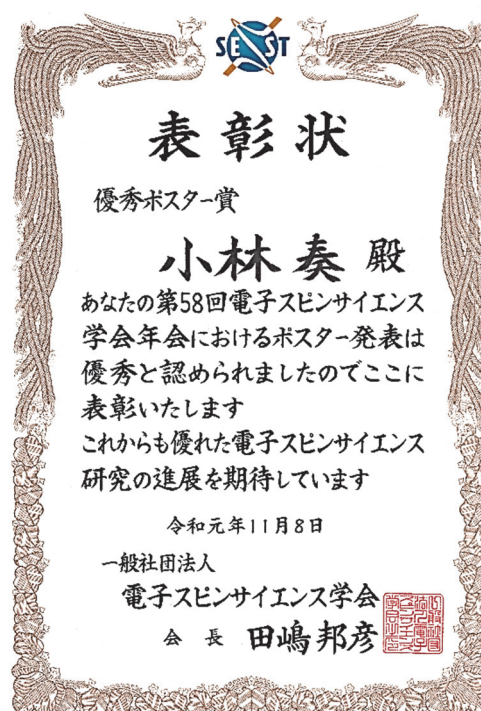 SEST
表彰状
優秀ポスター賞
小林奏 殿
あなたの第58回電子スピンサイエンス
学会年会におけるポスター発表は
優秀と認められましたのでここに
表彰いたします
これからも優れた電子スピンサイエンス
研究の進展を期待しています
令和元年11月8日
一般社団法人
電子スピンサイエンス学会
会 長 田嶋邦彦